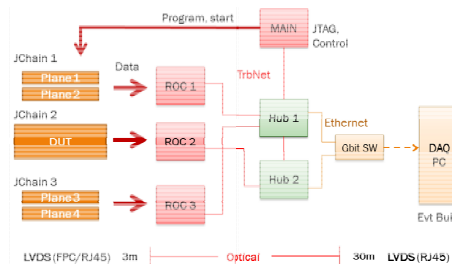 Program, start
MAIN
JTAG,
Control
JChain 1
Plane 1
Plane 2
Data
ROC 1
TrbNet
JChain 2
DUT
ROC 2
Hub 1
Ethernet
Gbit SW
DAQ
PC
Hub 2
JChain 3
Plane 3
Plane 4
ROC 3
Evt Buil
LVDS (FPC/RJ45) 3m Optical 30m LVDS (RJ45)